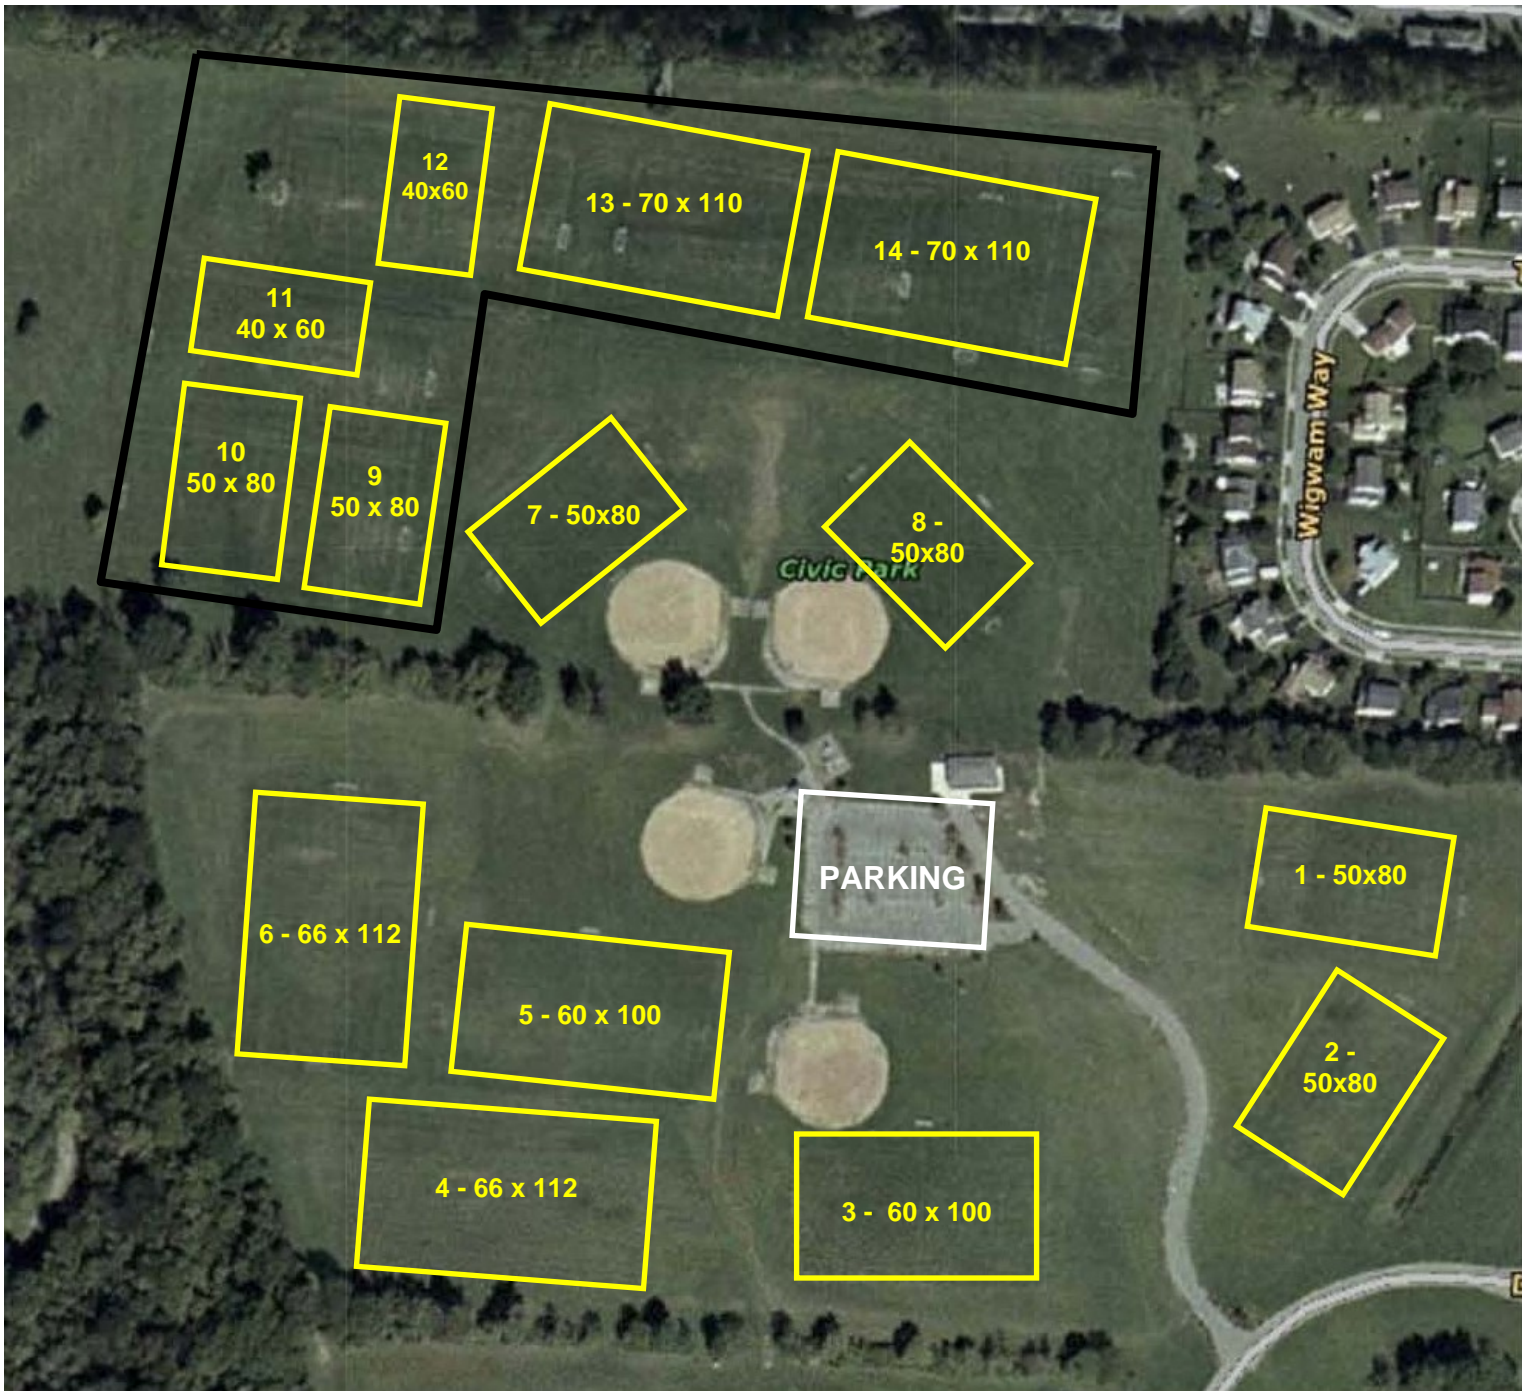 12
40x60
13 - 70 x 110
14 - 70 x 110
11
40 x 60
10
50 x 80
9
50 x 80
7 - 50x80
8 -
50x80
Civic Park
Wigwam Way
PARKING
1 - 50x80
6 - 66 x 112
5 - 60 x 100
2 -
50x80
4 - 66 x 112
3 -  60 x 100